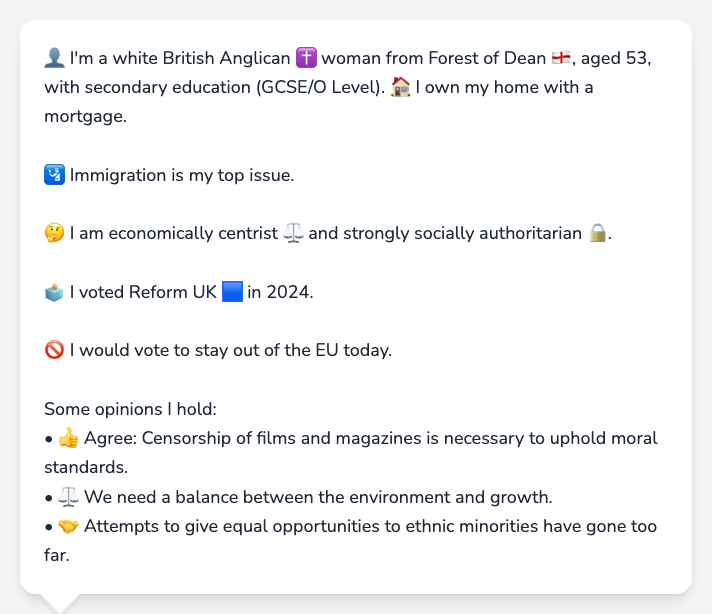 👤 I'm a white British Anglican ✝️ woman from Forest of Dean 🏴󠁧󠁢󠁥󠁮󠁧󠁿, aged 53,
with secondary education (GCSE/O Level). 🏠 I own my home with a
mortgage.
🛂 Immigration is my top issue.
🤔 I am economically centrist ⚖️ and strongly socially authoritarian 🔒.
🗳️ I voted Reform UK 🟦 in 2024.
🚫 I would vote to stay out of the EU today.
Some opinions I hold:
• 👍 Agree: Censorship of films and magazines is necessary to uphold moral
standards.
• ⚖️ We need a balance between the environment and growth.
• 🤝 Attempts to give equal opportunities to ethnic minorities have gone too
far.